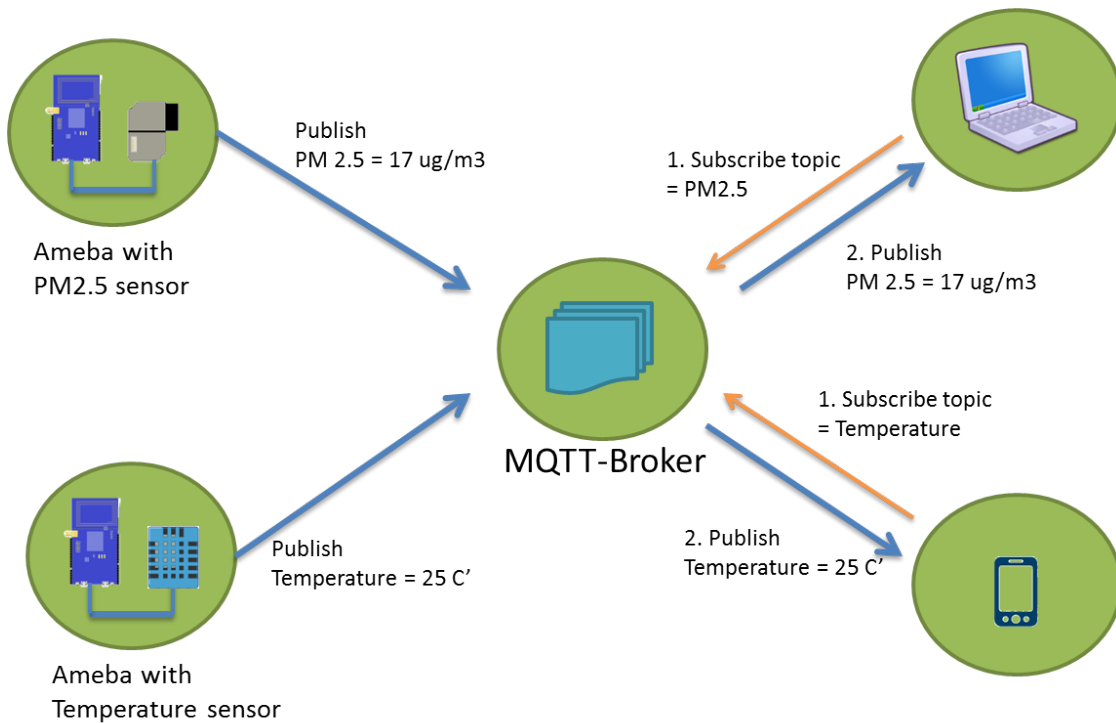 Publish
PM 2.5 = 17 ug/m3
1. Subscribe topic
= PM2.5
Ameba with
PM2.5 sensor
2. Publish
PM 2.5 = 17 ug/m3
1. Subscribe topic
= Temperature
MQTT-Broker
Publish
Temperature = 25 C’
2. Publish
Temperature = 25 C’
Ameba with
Temperature sensor